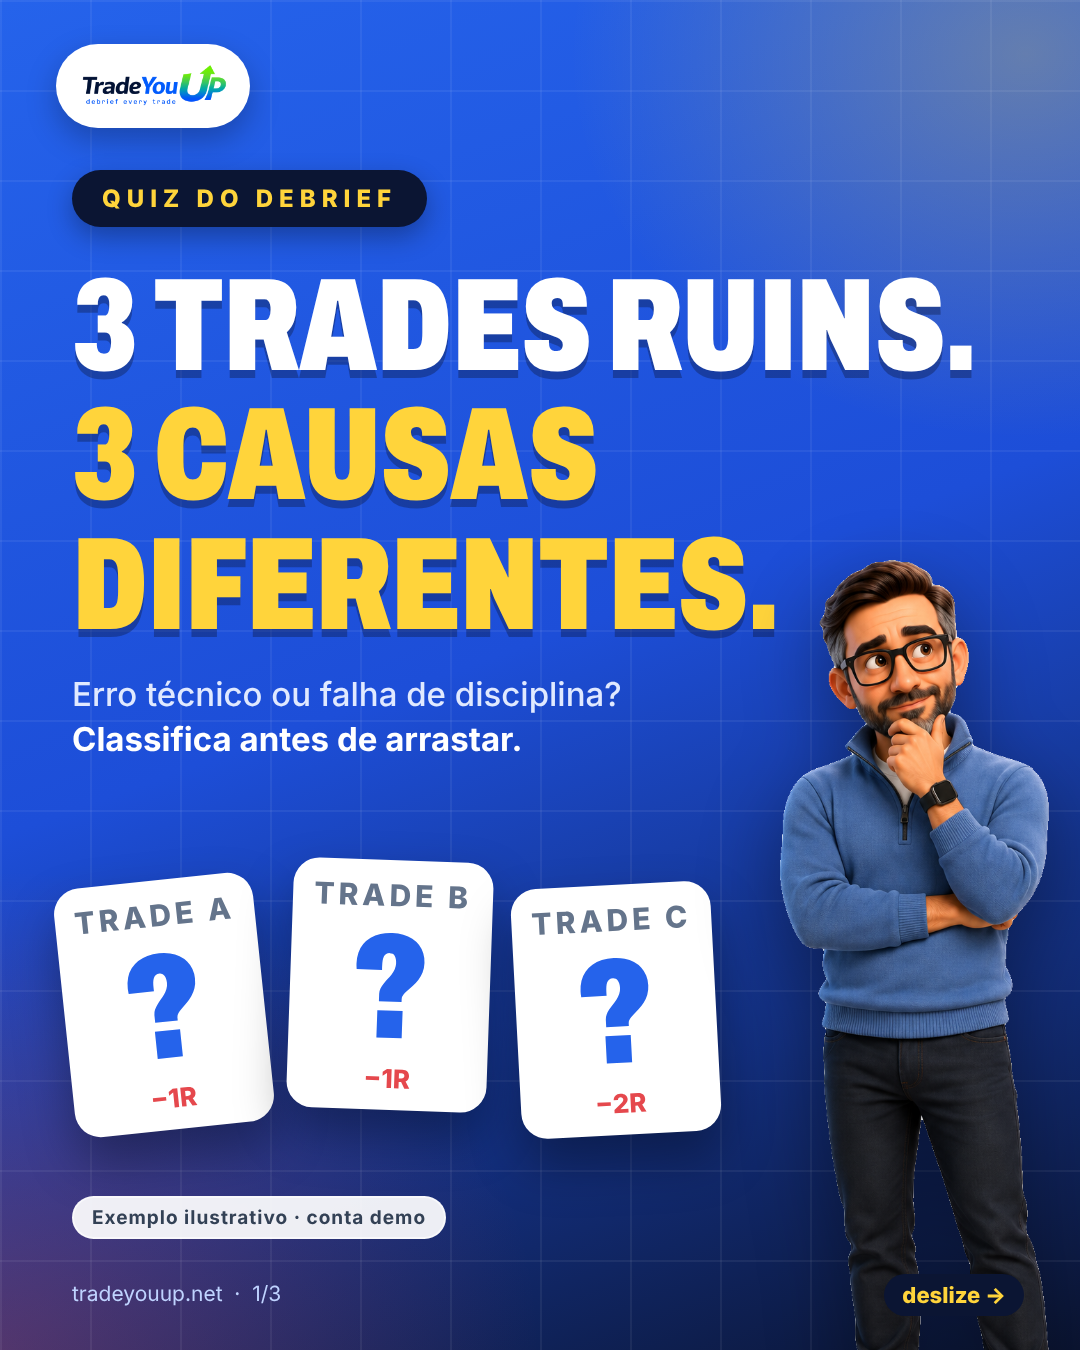 TradeYouUP
debrief every trade
QUIZ DO DEBRIEF
3 TRADES RUINS.
3 CAUSAS
DIFERENTES.
Erro técnico ou falha de disciplina?
Classifica antes de arrastar.
TRADE A
?
−1R
TRADE B
?
−1R
TRADE C
?
−2R
Exemplo ilustrativo · conta demo
tradeyouup.net · 1/3
deslize →